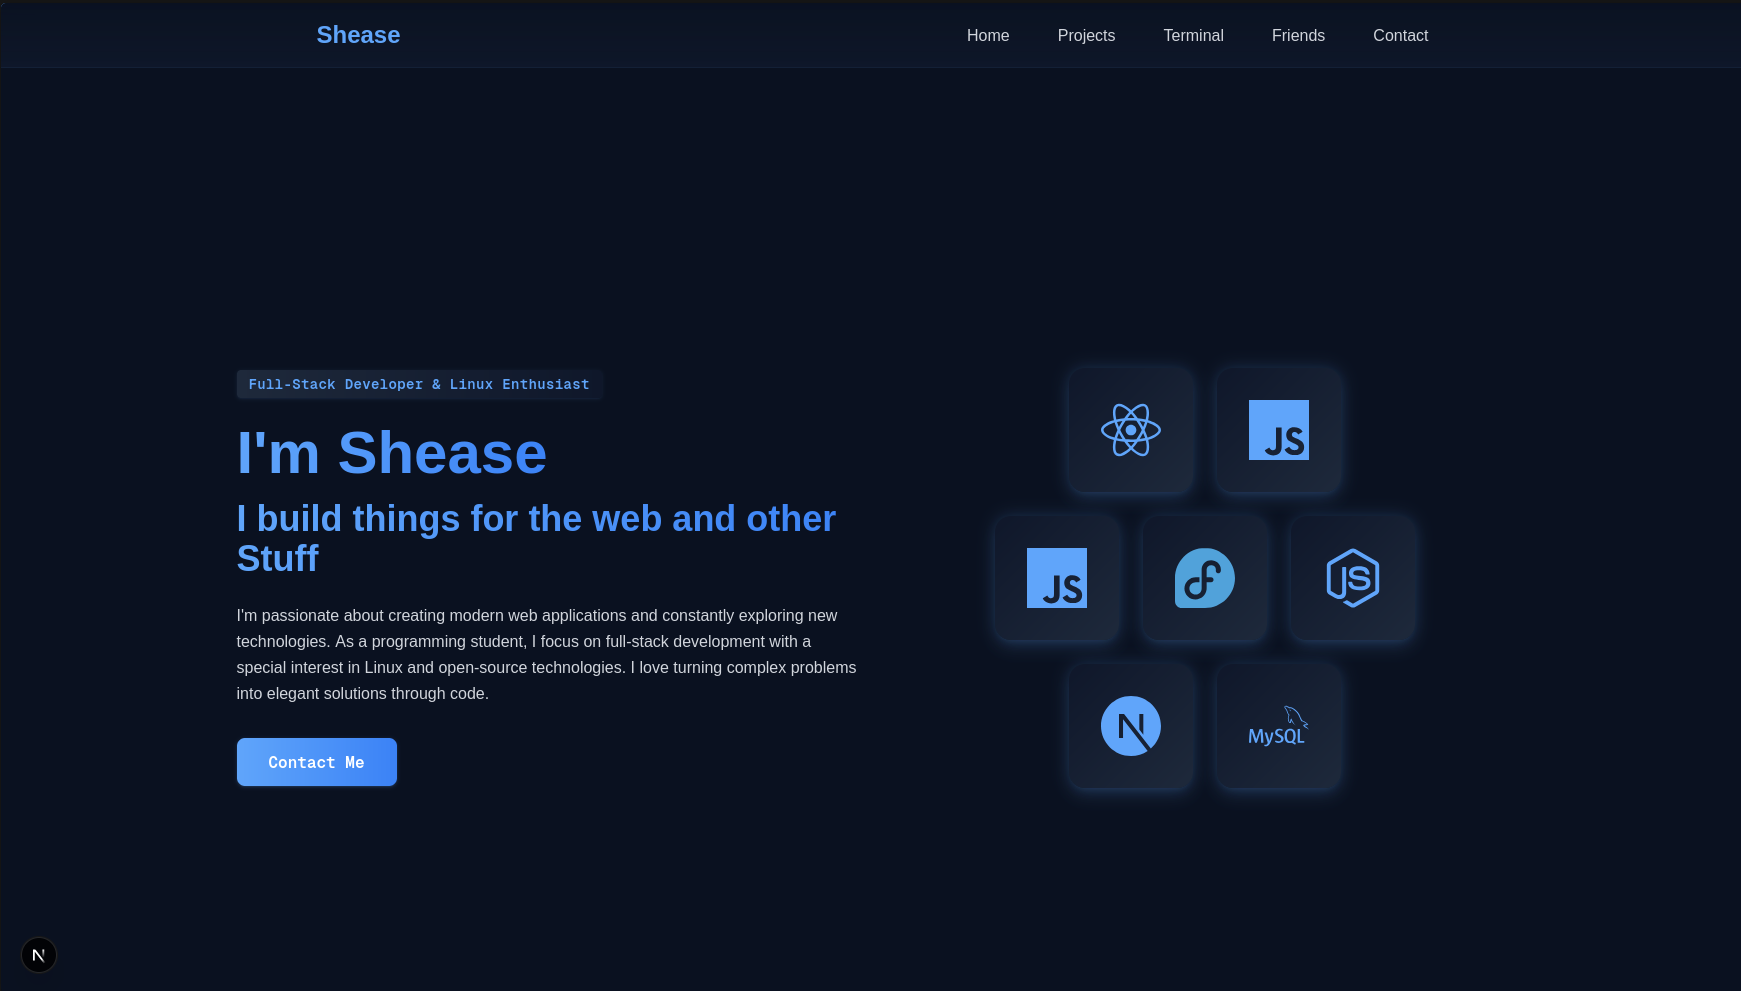 Shease
Home Projects Terminal Friends Contact
Full-Stack Developer & Linux Enthusiast
I'm Shease
I build things for the web and other
Stuff
I'm passionate about creating modern web applications and constantly exploring new
technologies. As a programming student, I focus on full-stack development with a
special interest in Linux and open-source technologies. I love turning complex problems
into elegant solutions through code.
Contact Me
JS
JS
JS
N
MySQL
N